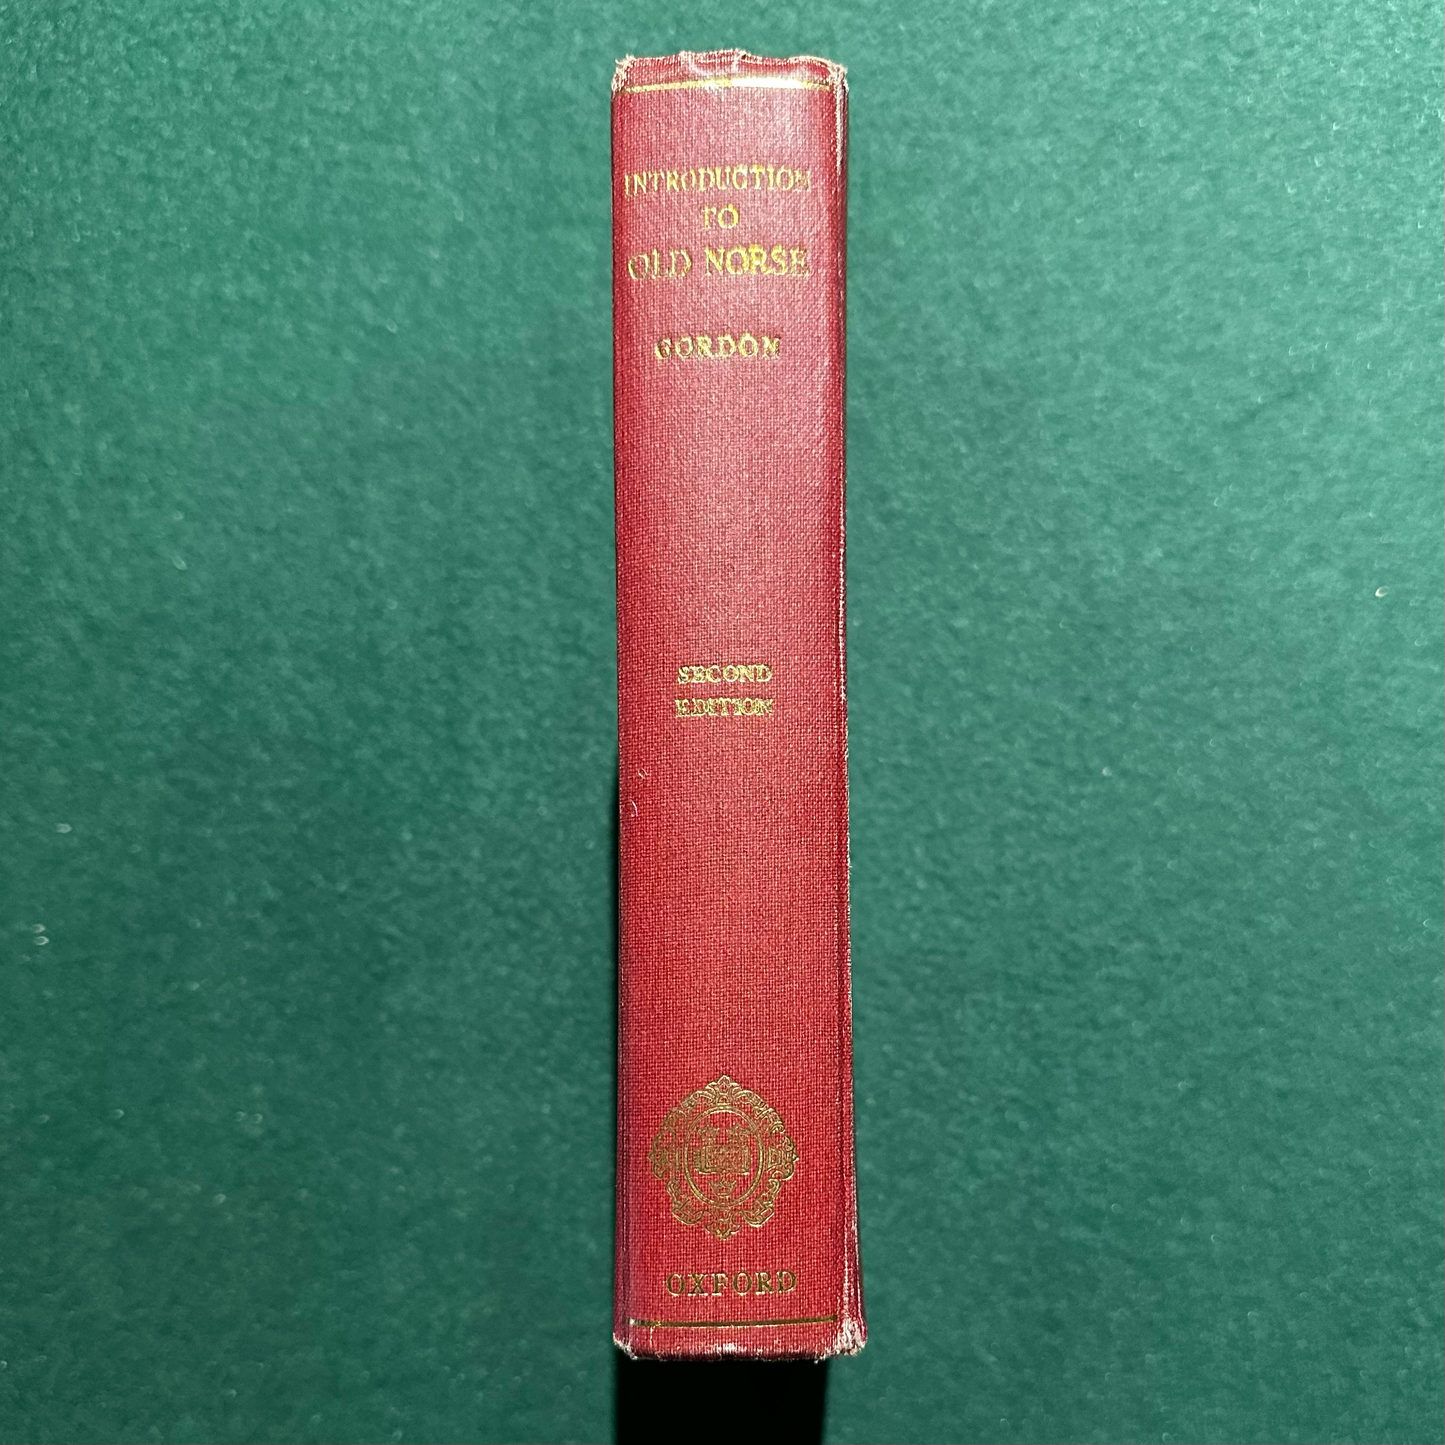 INTRODUCTION
TO
OLD NORSE
GORDON
SECOND
EDITION
OXFORD